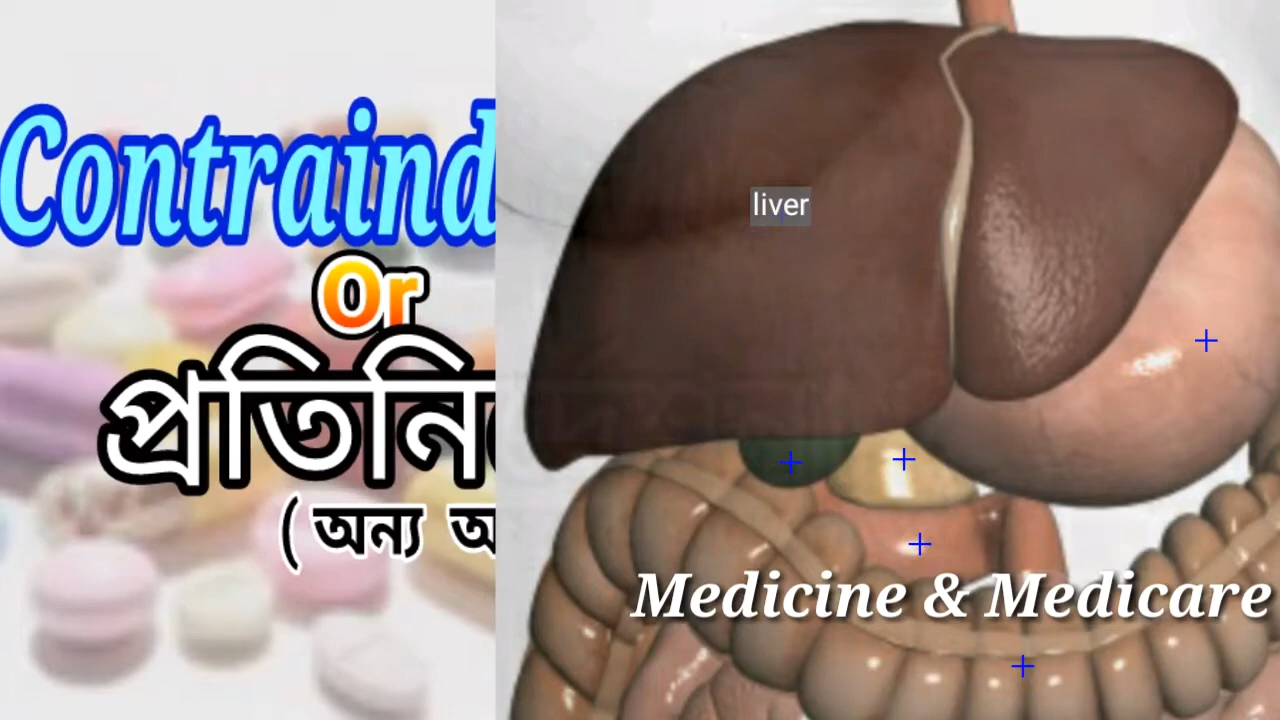 Contraind
Or
প্রতিনি
( অন্য অ
liver
Medicine & Medicare